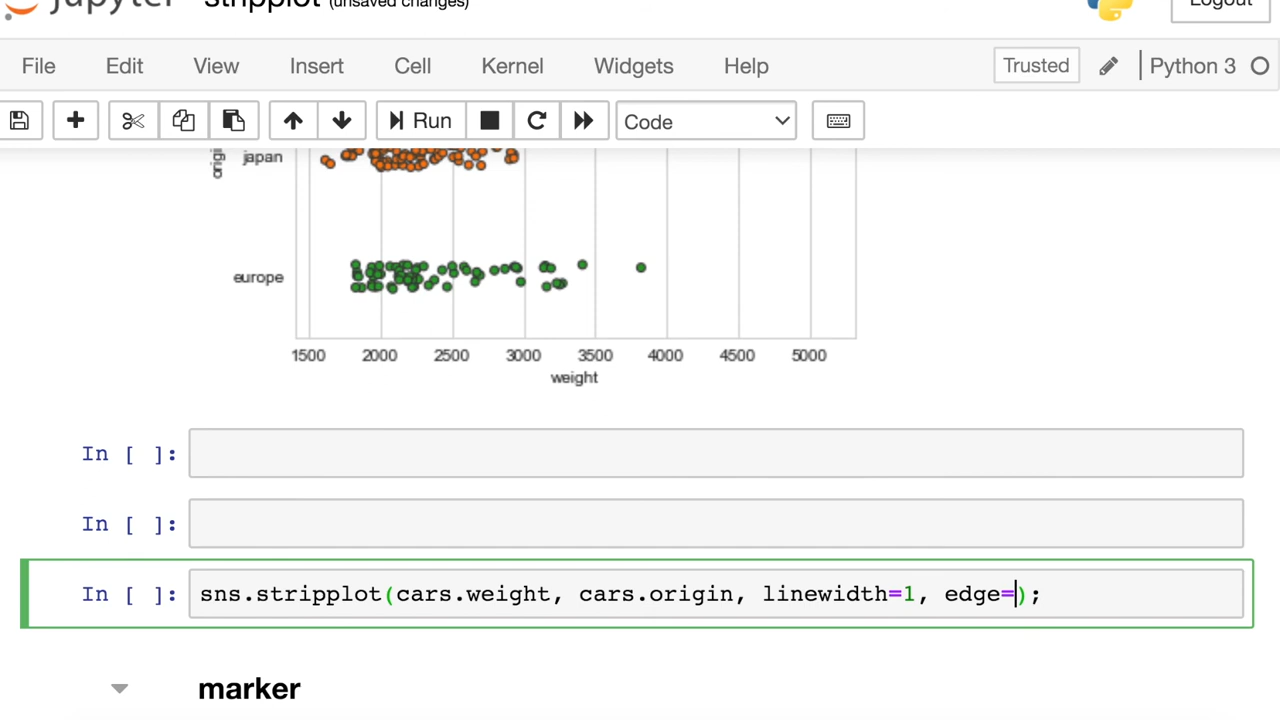 jupyter stripplot (unsaved changes) Logout
File Edit View Insert Cell Kernel Widgets Help Trusted Python 3
Run Code
origi japan
europe
1500 2000 2500 3000 3500 4000 4500 5000
weight
In [ ]:
In [ ]:
In [ ]: sns.stripplot(cars.weight, cars.origin, linewidth=1, edge=);
marker